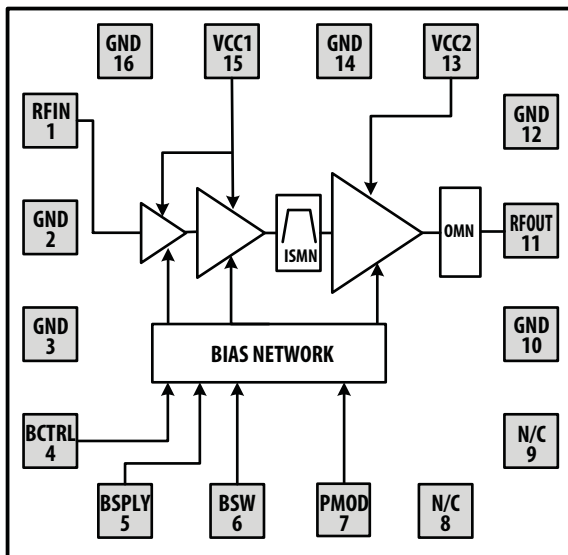 GND
16
VCC1
15
GND
14
VCC2
13
RFIN
1
GND
12
GND
2
ISMN
OMN
RFOUT
11
GND
3
BIAS NETWORK
GND
10
BCTRL
4
N/C
9
BSPLY
5
BSW
6
PMOD
7
N/C
8